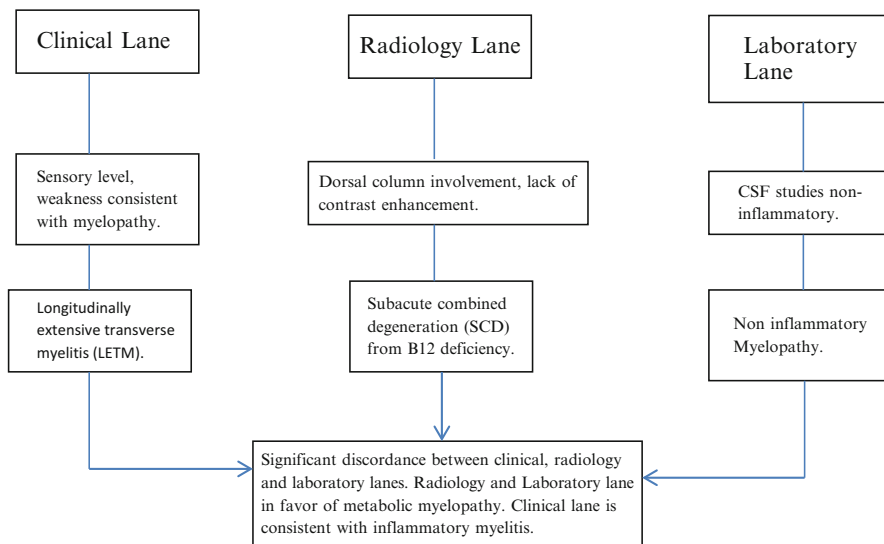 Clinical Lane
Sensory level,
weakness consistent
with myelopathy.
Longitudinally
extensive transverse
myelitis (LETM).
Radiology Lane
Dorsal column involvement, lack of
contrast enhancement.
Subacute combined
degeneration (SCD)
from B12 deficiency.
Laboratory
Lane
CSF studies non-
inflammatory.
Non inflammatory
Myelopathy.
Significant discordance between clinical, radiology
and laboratory lanes. Radiology and Laboratory lane
in favor of metabolic myelopathy. Clinical lane is
consistent with inflammatory myelitis.